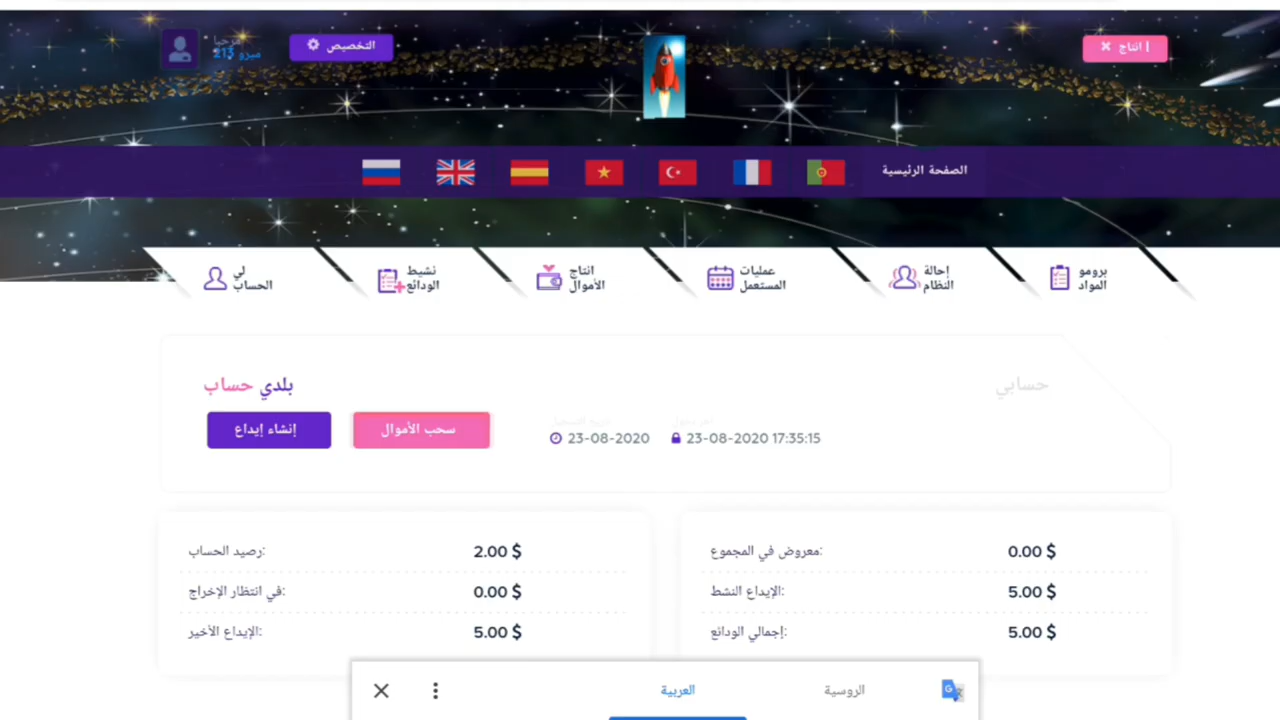 مرحبا
ميرو 213
التخصيص
انتاج |
الصفحة الرئيسية
لي
الحساب
نشيط
الودائع
انتاج
الأموال
عمليات
المستعمل
إحالة
النظام
برومو
المواد
بلدي حساب
حسابي
إنشاء إيداع
سحب الأموال
23-08-2020
23-08-2020 17:35:15
رصيد الحساب:
2.00 $
في انتظار الإخراج:
0.00 $
الإيداع الأخير:
5.00 $
معروض في المجموع:
0.00 $
الإيداع النشط:
5.00 $
إجمالي الودائع:
5.00 $
العربية
الروسية